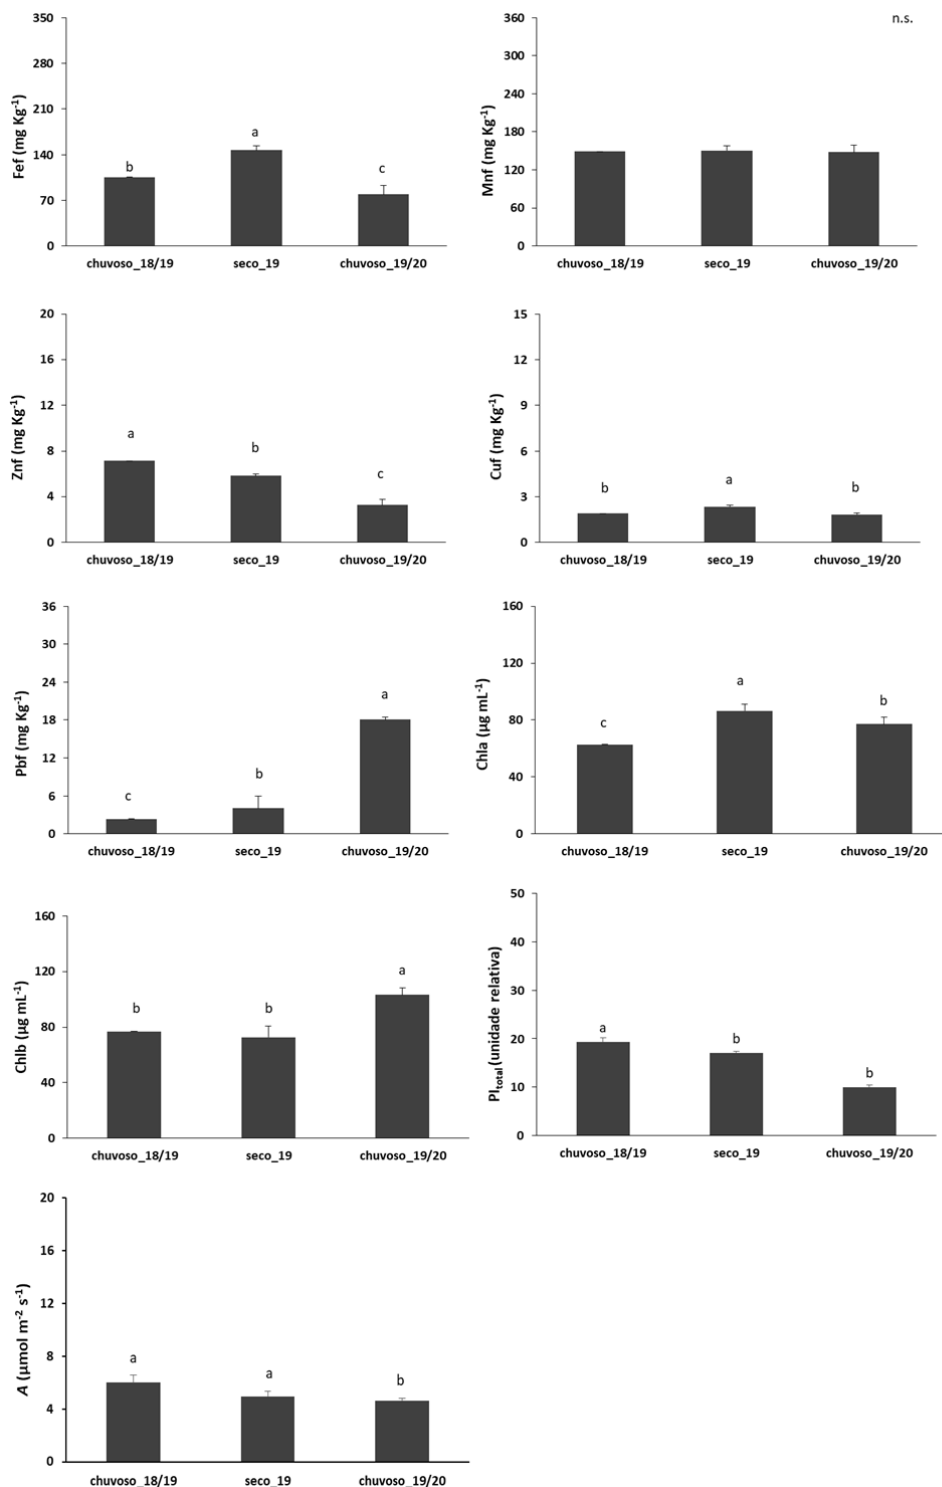 350
280
210
140
70
0
Fef (mg Kg⁻¹)
b
a
c
chuvoso_18/19
seco_19
chuvoso_19/20
360
300
240
180
120
60
0
Mnf (mg Kg⁻¹)
n.s.
chuvoso_18/19
seco_19
chuvoso_19/20
20
16
12
8
4
0
Znf (mg Kg⁻¹)
a
b
c
chuvoso_18/19
seco_19
chuvoso_19/20
15
12
9
6
3
0
Cuf (mg Kg⁻¹)
b
a
b
chuvoso_18/19
seco_19
chuvoso_19/20
36
30
24
18
12
6
0
Pbf (mg Kg⁻¹)
c
b
a
chuvoso_18/19
seco_19
chuvoso_19/20
160
120
80
40
0
Chla (µg mL⁻¹)
c
a
b
chuvoso_18/19
seco_19
chuvoso_19/20
160
120
80
40
0
Chlb (µg mL⁻¹)
b
b
a
chuvoso_18/19
seco_19
chuvoso_19/20
50
40
30
20
10
0
PI_total (unidade relativa)
a
b
b
chuvoso_18/19
seco_19
chuvoso_19/20
20
16
12
8
4
0
A (µmol m⁻² s⁻¹)
a
a
b
chuvoso_18/19
seco_19
chuvoso_19/20